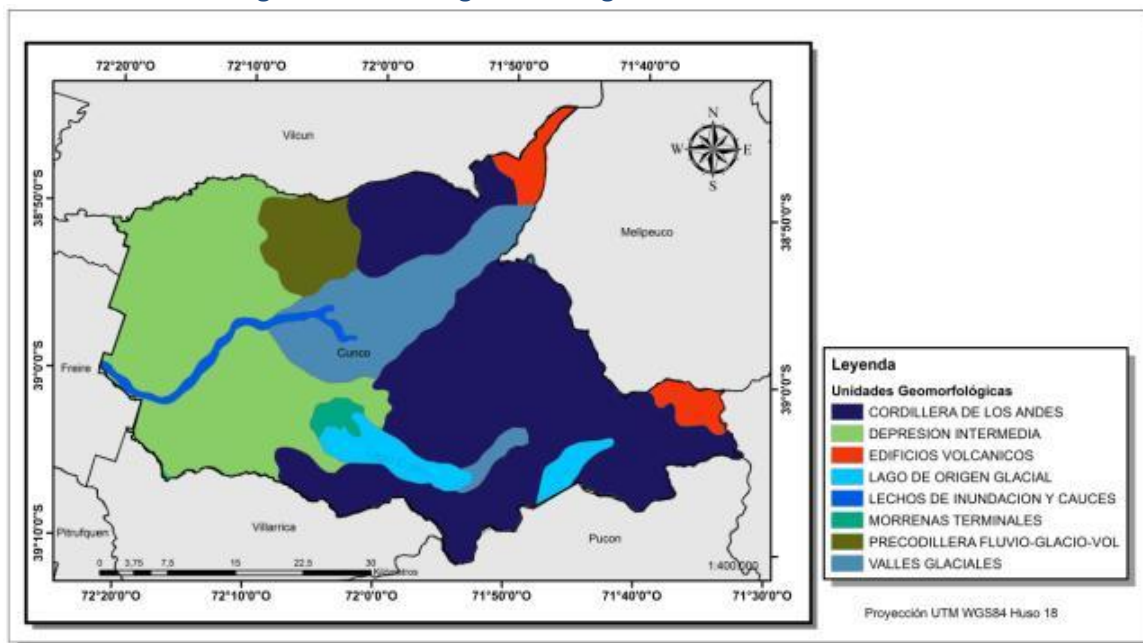 72°20'0"O 72°10'0"O 72°0'0"O 71°50'0"O 71°40'0"O
Vilcun
N
W E
S
38°50'0"S
38°50'0"S
Melipeuco
Cunco
Freire
39°0'0"S
39°0'0"S
39°10'0"S
Pitrufquen
Villarrica
Pucon
0 3,75 7,5 15 22,5 30
Kilómetros
1:400.000
72°20'0"O 72°10'0"O 72°0'0"O 71°50'0"O 71°40'0"O 71°30'0"O
Leyenda
Unidades Geomorfológicas
CORDILLERA DE LOS ANDES
DEPRESION INTERMEDIA
EDIFICIOS VOLCANICOS
LAGO DE ORIGEN GLACIAL
LECHOS DE INUNDACION Y CAUCES
MORRENAS TERMINALES
PRECODILLERA FLUVIO-GLACIO-VOL
VALLES GLACIALES
Proyección UTM WGS84 Huso 18